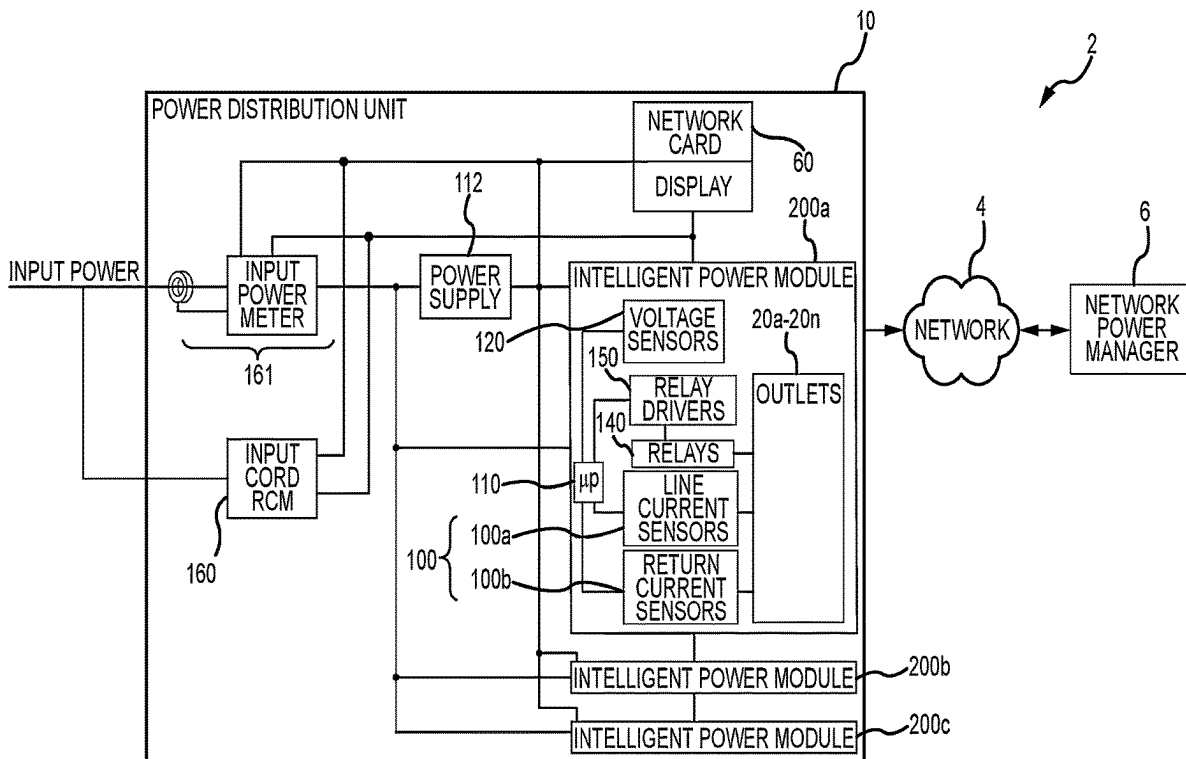 10
2
POWER DISTRIBUTION UNIT
NETWORK
CARD
60
DISPLAY
112
200a
4
6
INPUT POWER
INPUT
POWER
METER
POWER
SUPPLY
INTELLIGENT POWER MODULE
161
120
VOLTAGE
SENSORS
20a-20n
NETWORK
NETWORK
POWER
MANAGER
150
RELAY
DRIVERS
OUTLETS
140
RELAYS
INPUT
CORD
RCM
160
110
µp
LINE
CURRENT
SENSORS
100
100a
100b
RETURN
CURRENT
SENSORS
INTELLIGENT POWER MODULE
200b
INTELLIGENT POWER MODULE
200c